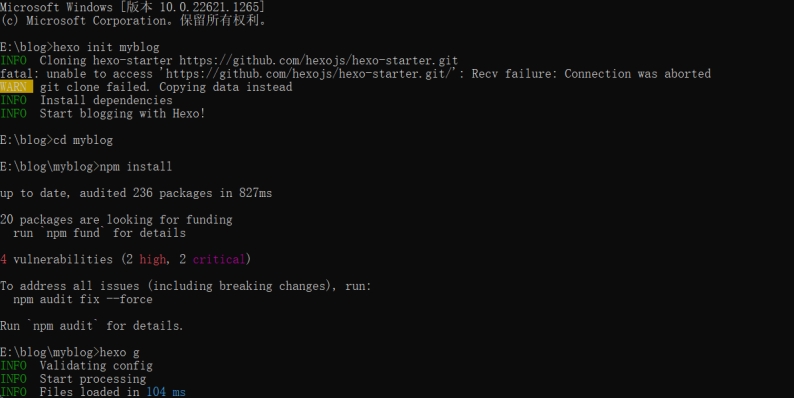 Microsoft Windows [版本 10.0.22621.1265]
(c) Microsoft Corporation。保留所有权利。
E:\blog>hexo init myblog
INFO  Cloning hexo-starter https://github.com/hexojs/hexo-starter.git
fatal: unable to access 'https://github.com/hexojs/hexo-starter.git/': Recv failure: Connection was aborted
WARN  git clone failed. Copying data instead
INFO  Install dependencies
INFO  Start blogging with Hexo!
E:\blog>cd myblog
E:\blog\myblog>npm install
up to date, audited 236 packages in 827ms
20 packages are looking for funding
  run `npm fund` for details
4 vulnerabilities (2 high, 2 critical)
To address all issues (including breaking changes), run:
  npm audit fix --force
Run `npm audit` for details.
E:\blog\myblog>hexo g
INFO  Validating config
INFO  Start processing
INFO  Files loaded in 104 ms